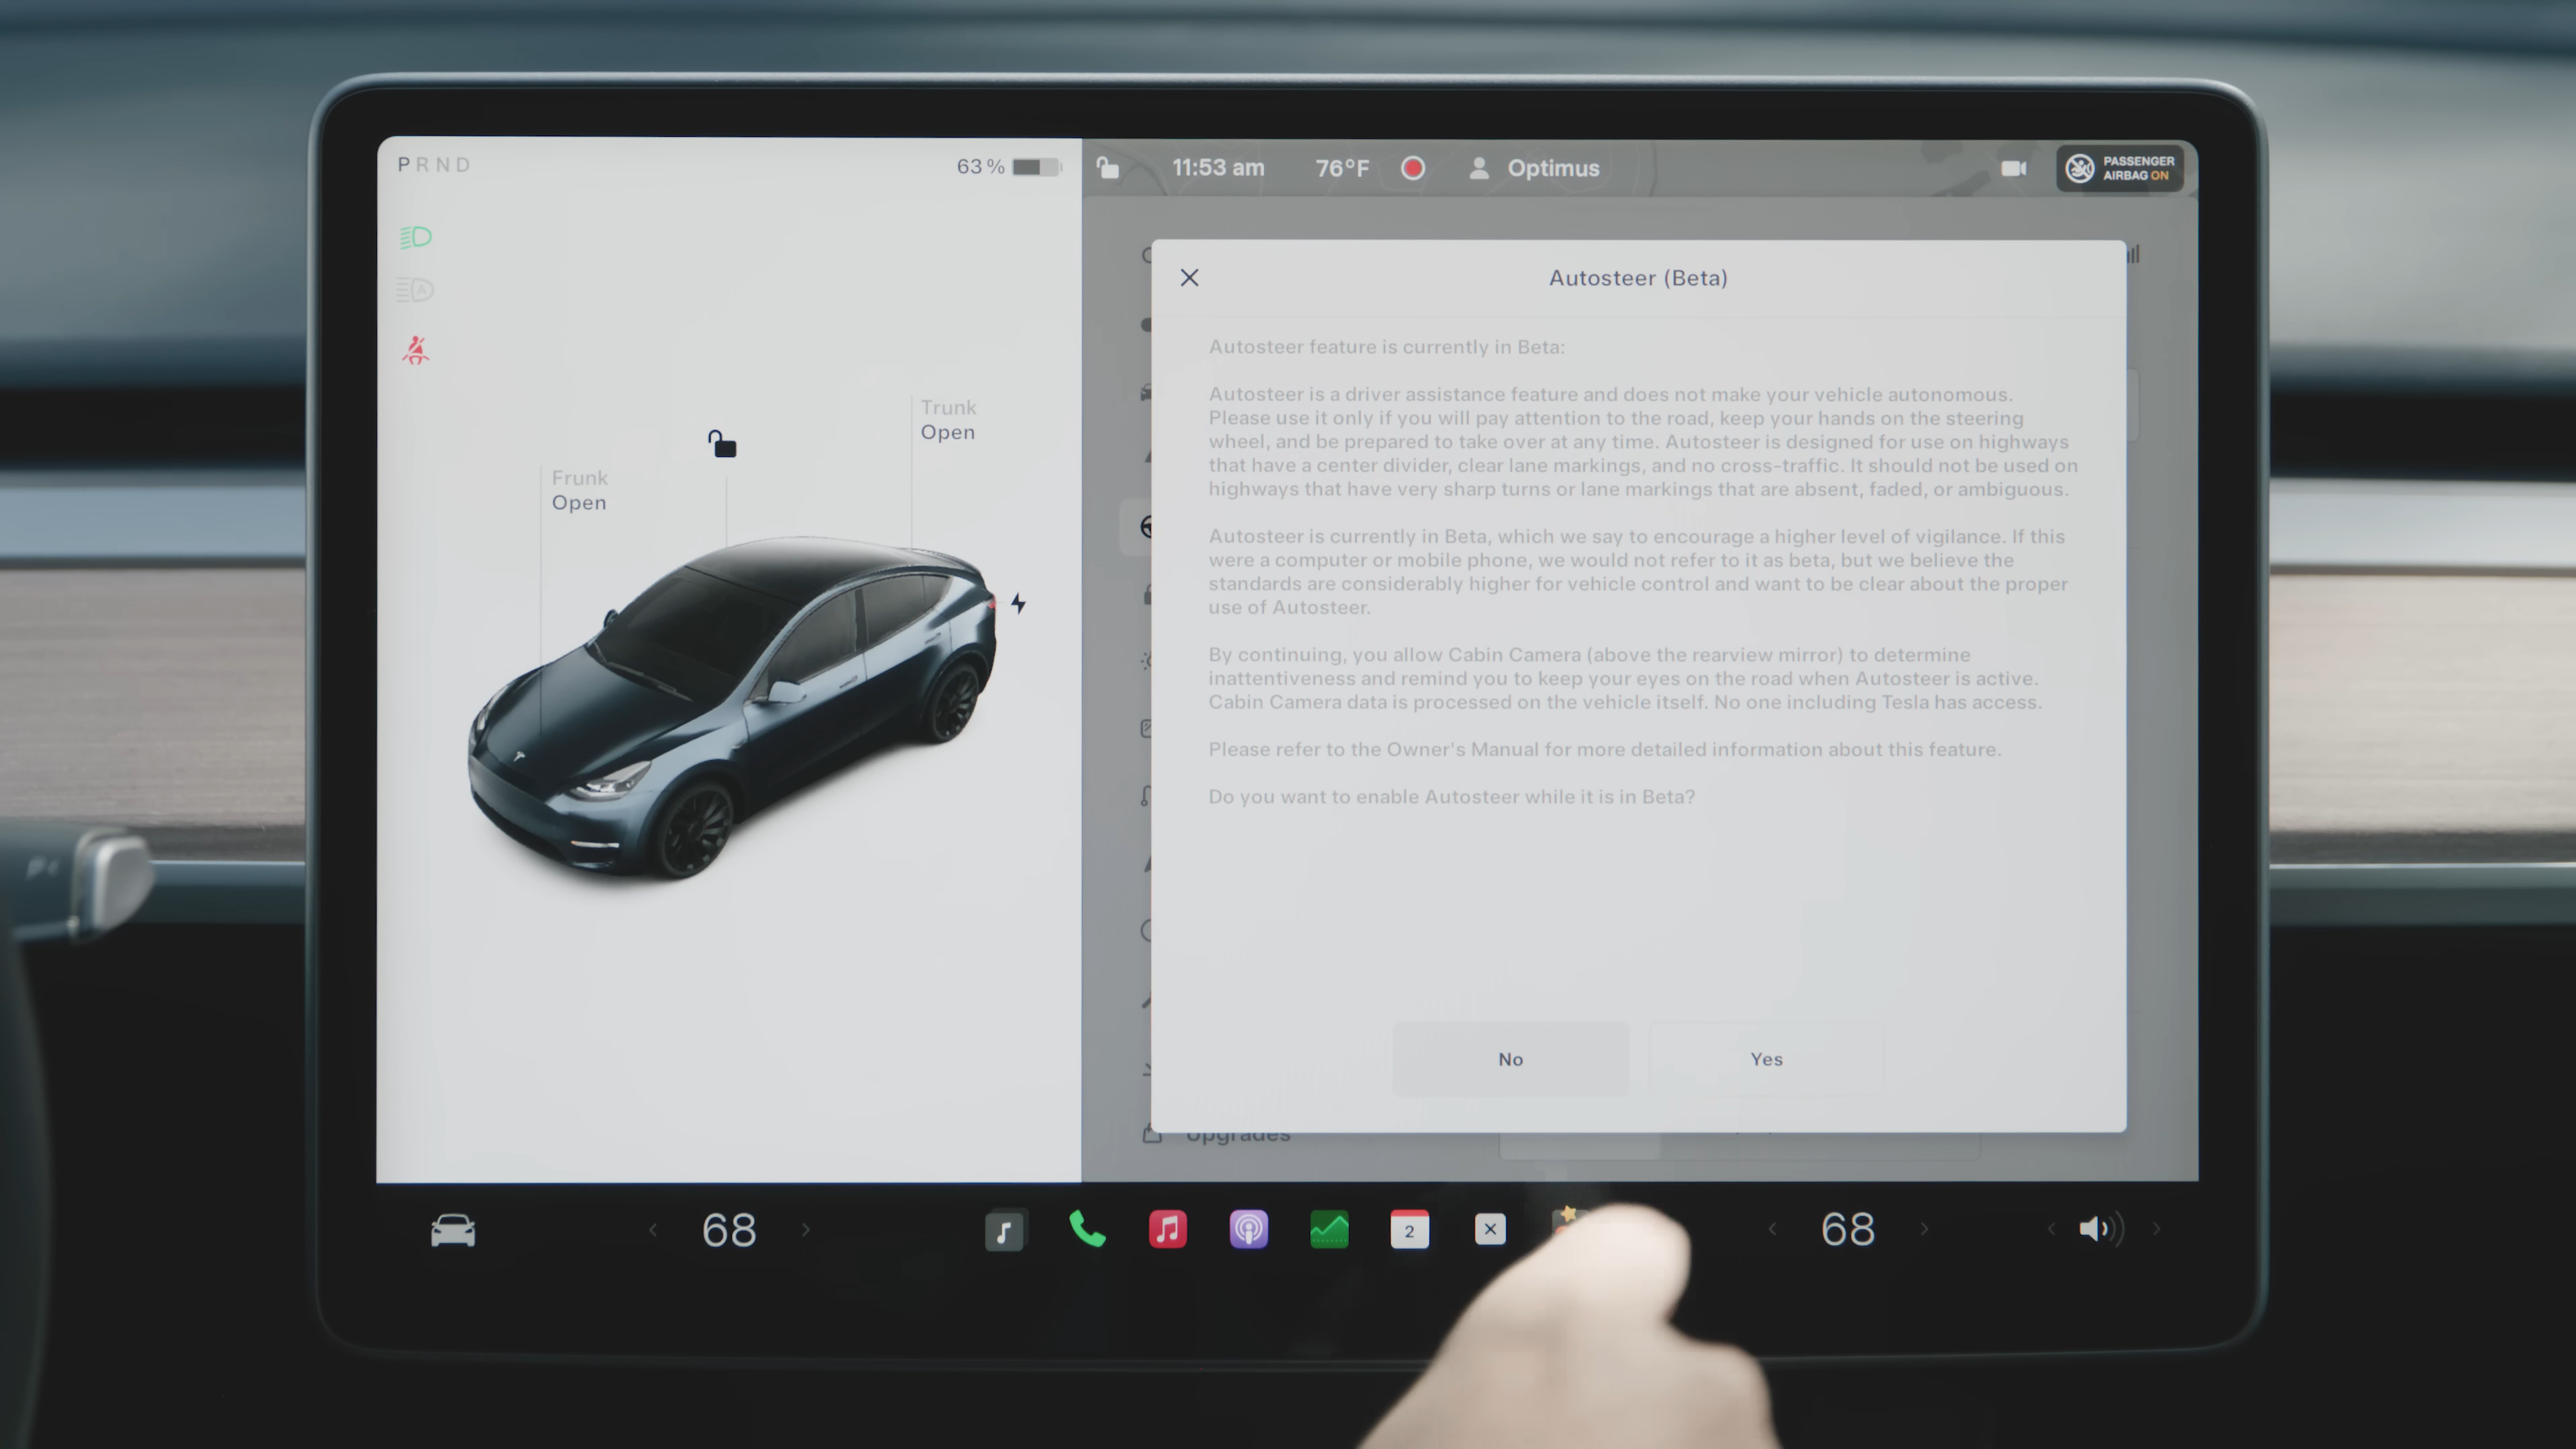 PRND
63%
11:53 am
76°F
Optimus
PASSENGER
AIRBAG ON
Trunk
Open
Frunk
Open
Autosteer (Beta)
Autosteer feature is currently in Beta:
Autosteer is a driver assistance feature and does not make your vehicle autonomous.
Please use it only if you will pay attention to the road, keep your hands on the steering
wheel, and be prepared to take over at any time. Autosteer is designed for use on highways
that have a center divider, clear lane markings, and no cross-traffic. It should not be used on
highways that have very sharp turns or lane markings that are absent, faded, or ambiguous.
Autosteer is currently in Beta, which we say to encourage a higher level of vigilance. If this
were a computer or mobile phone, we would not refer to it as beta, but we believe the
standards are considerably higher for vehicle control and want to be clear about the proper
use of Autosteer.
By continuing, you allow Cabin Camera (above the rearview mirror) to determine
inattentiveness and remind you to keep your eyes on the road when Autosteer is active.
Cabin Camera data is processed on the vehicle itself. No one including Tesla has access.
Please refer to the Owner's Manual for more detailed information about this feature.
Do you want to enable Autosteer while it is in Beta?
No
Yes
Upgrades
68
2
68